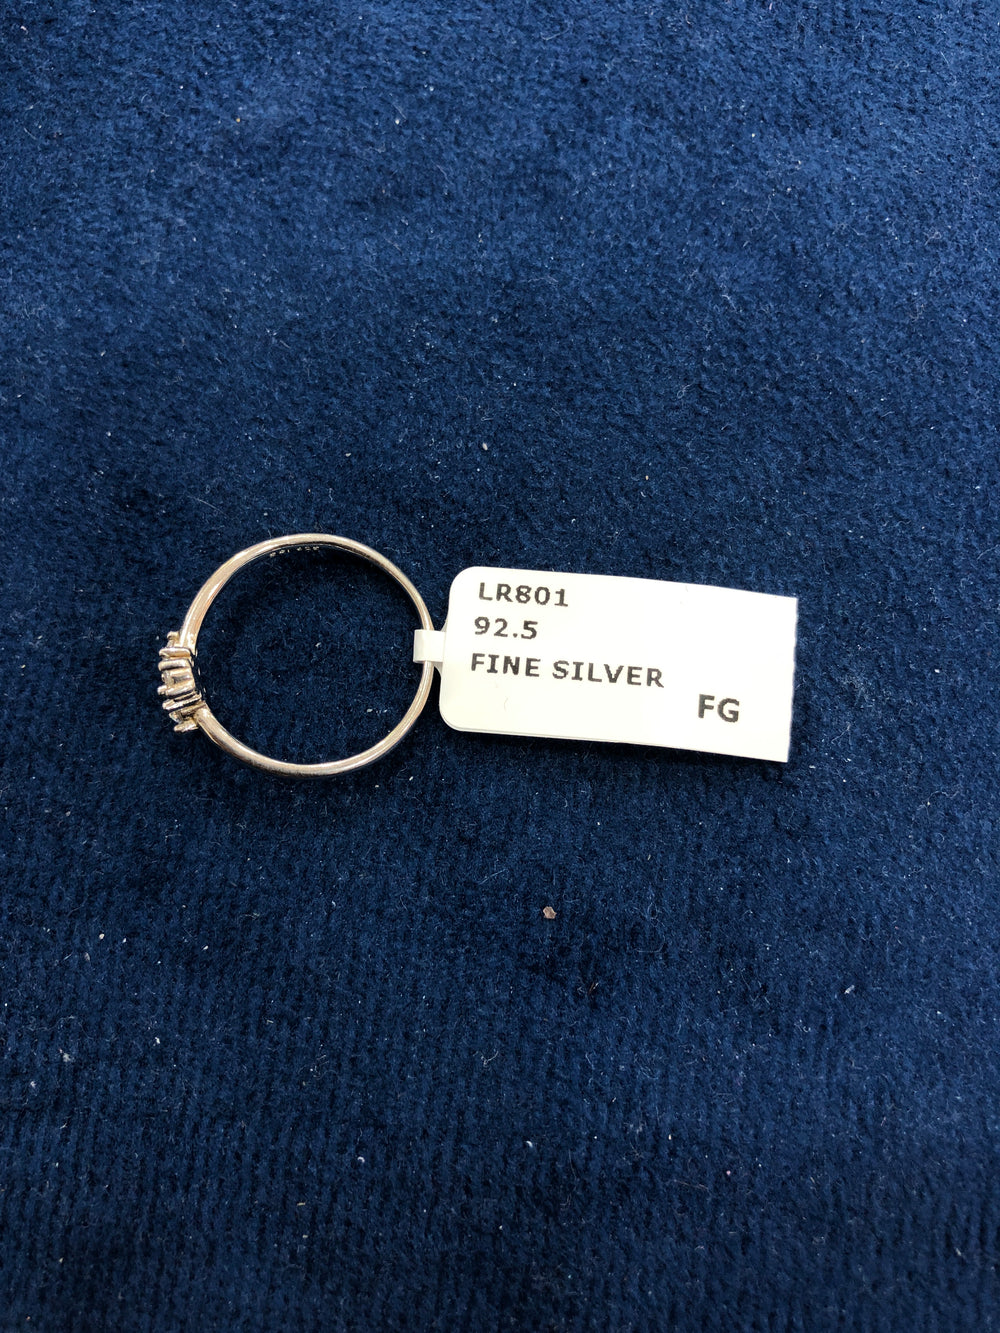 LR801
92.5
FINE SILVER
FG